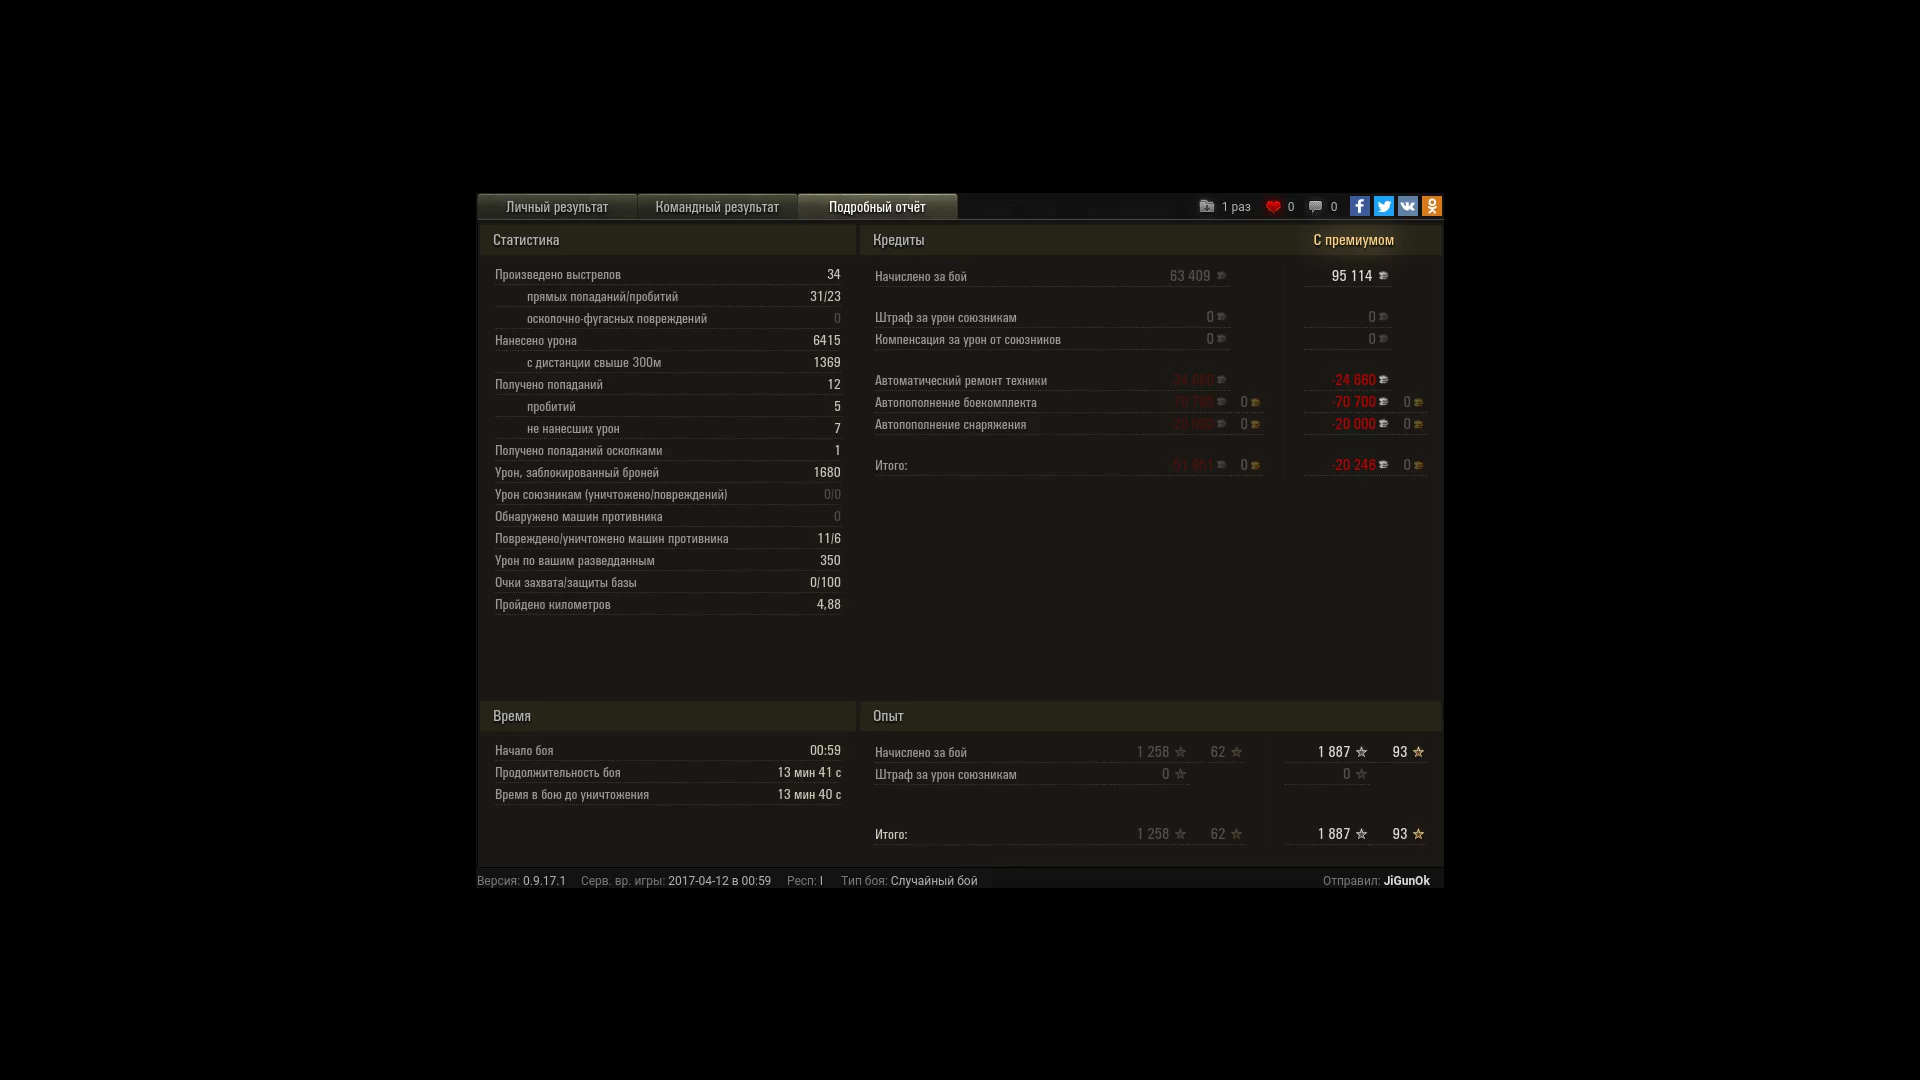 Личный результат Командный результат Подробный отчёт 1 раз 0 0
Статистика
Произведено выстрелов 34
прямых попаданий/пробитий 31/23
осколочно-фугасных повреждений 0
Нанесено урона 6415
с дистанции свыше 300м 1369
Получено попаданий 12
пробитий 5
не нанесших урон 7
Получено попаданий осколками 1
Урон, заблокированный броней 1680
Урон союзникам (уничтожено/повреждений) 0/0
Обнаружено машин противника 0
Повреждено/уничтожено машин противника 11/6
Урон по вашим разведданным 350
Очки захвата/защиты базы 0/100
Пройдено километров 4,88
Кредиты С премиумом
Начислено за бой 63 409 95 114
Штраф за урон союзникам 0 0
Компенсация за урон от союзников 0 0
Автоматический ремонт техники -24 660 -24 660
Автопополнение боекомплекта -70 700 0 -70 700 0
Автопополнение снаряжения -20 000 0 -20 000 0
Итого: -51 951 0 -20 246 0
Время
Начало боя 00:59
Продолжительность боя 13 мин 41 с
Время в бою до уничтожения 13 мин 40 с
Опыт
Начислено за бой 1 258 62 1 887 93
Штраф за урон союзникам 0 0
Итого: 1 258 62 1 887 93
Версия: 0.9.17.1 Серв. вр. игры: 2017-04-12 в 00:59 Респ: I Тип боя: Случайный бой Отправил: JiGunOk